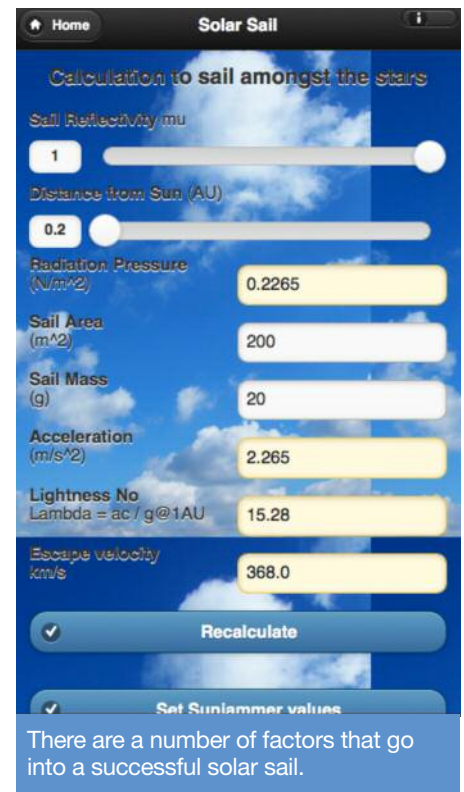 Home
Solar Sail
i
Calculation to sail amongst the stars
Sail Reflectivity mu
1
Distance from Sun (AU)
0.2
Radiation Pressure
(N/m^2)
0.2265
Sail Area
(m^2)
200
Sail Mass
(g)
20
Acceleration
(m/s^2)
2.265
Lightness No
Lambda = ac / g@1AU
15.28
Escape velocity
km/s
368.0
Recalculate
Set Sunjammer values
There are a number of factors that go
into a successful solar sail.